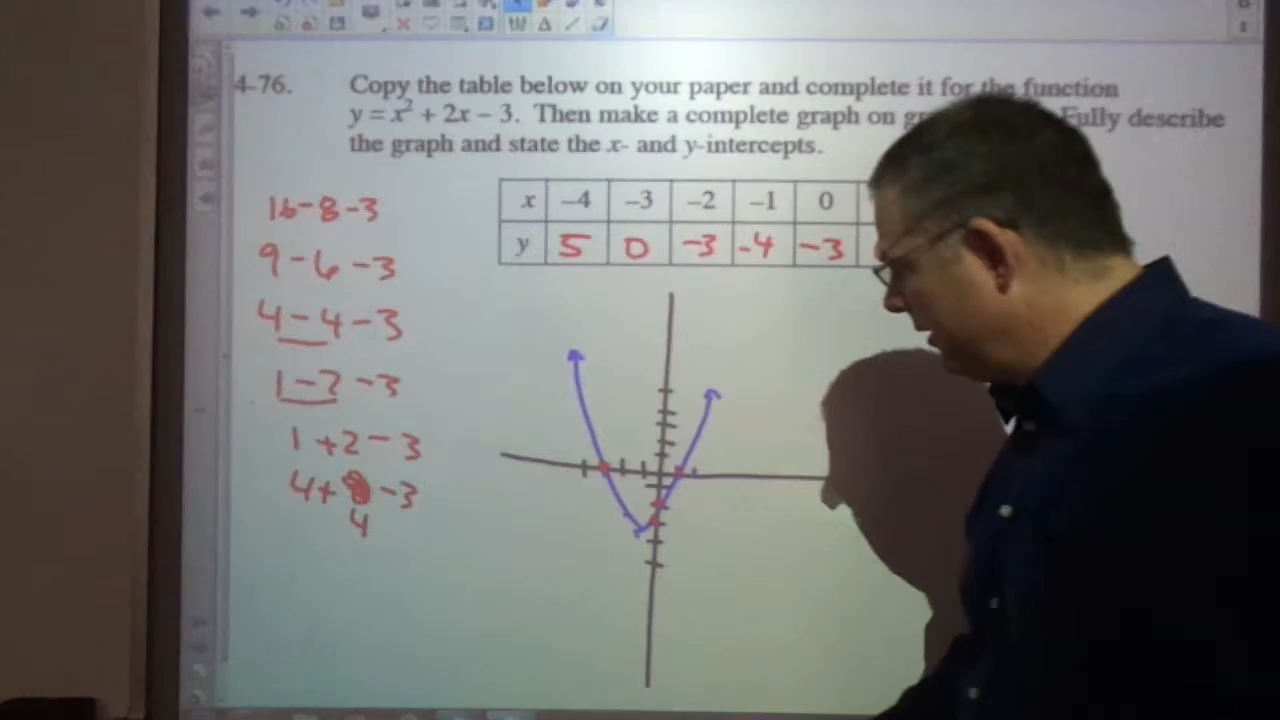 4-76. Copy the table below on your paper and complete it for the function
y = x² + 2x – 3. Then make a complete graph on Fully describe
the graph and state the x- and y-intercepts.
x –4 –3 –2 –1 0
y 5 0 -3 -4 -3
16-8-3
9-6-3
4-4-3
1-2-3
1+2-3
4+ -3
4